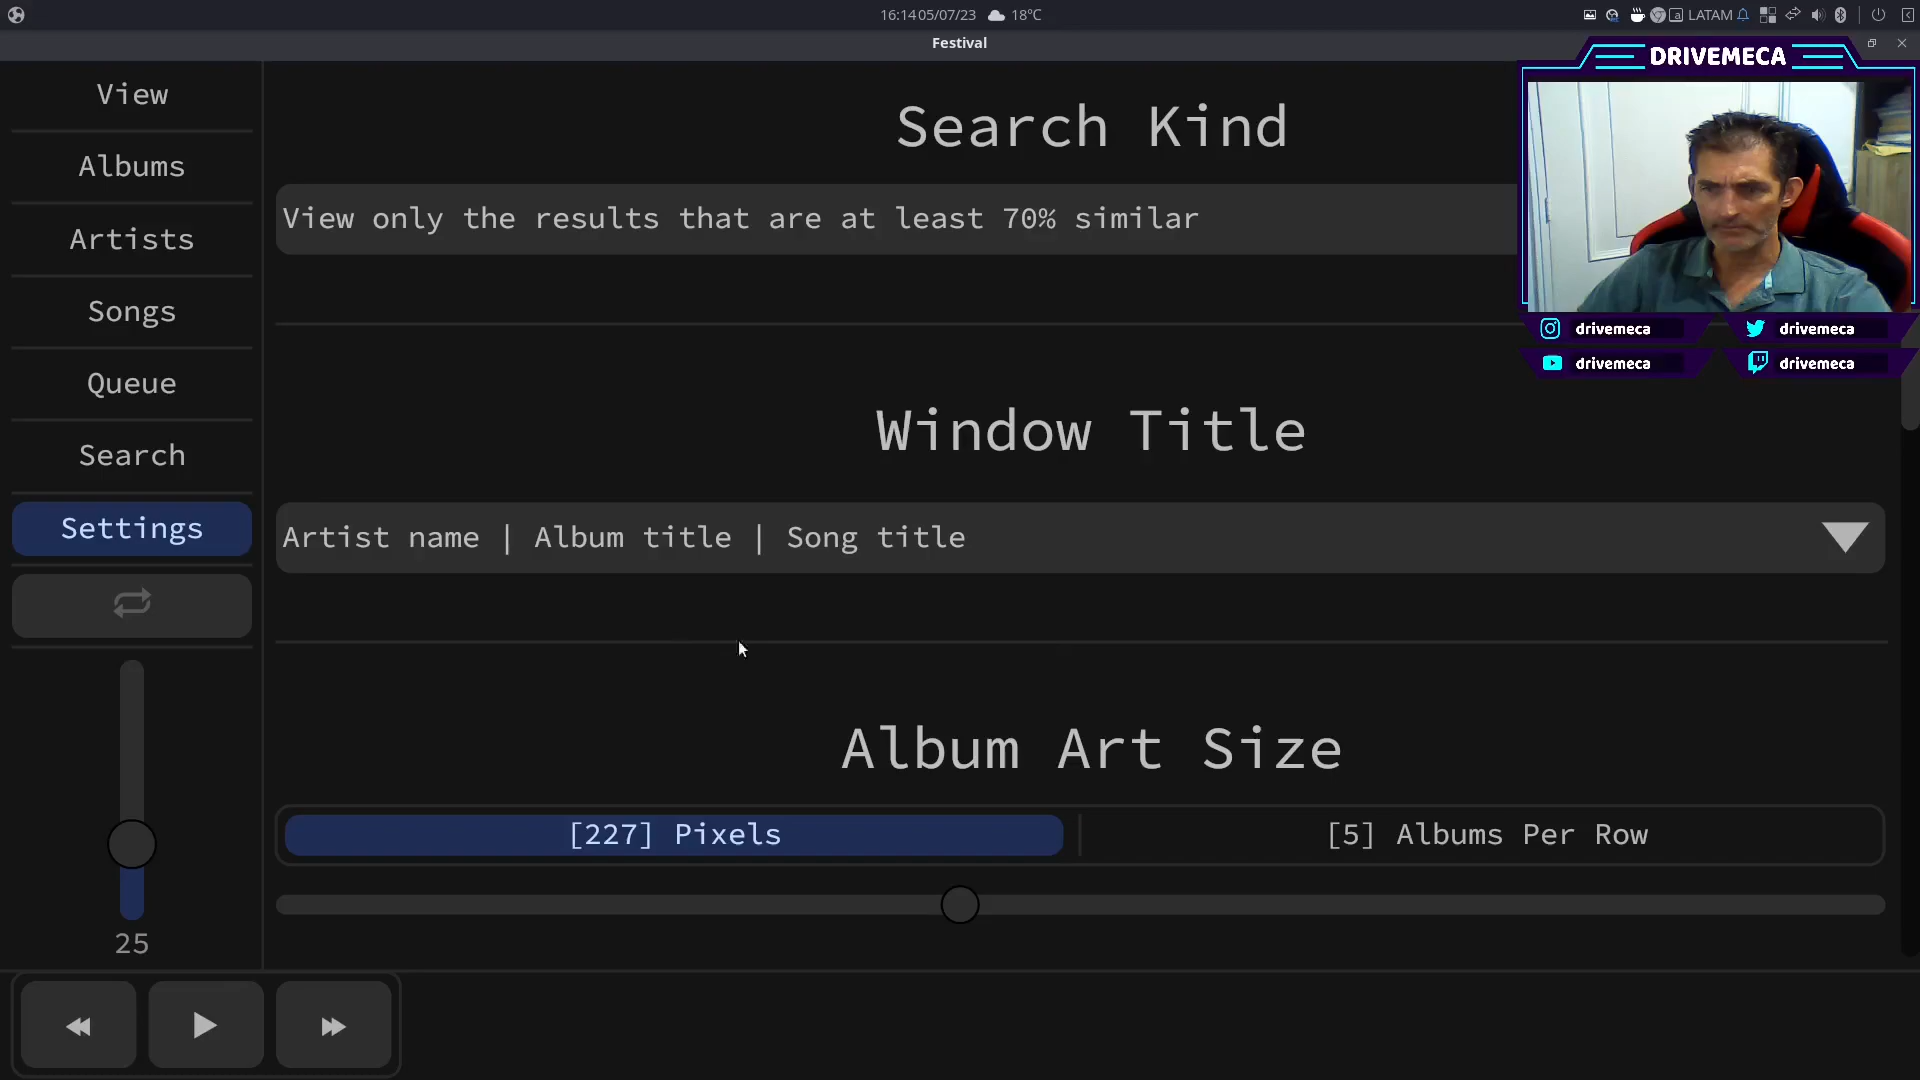 16:14 05/07/23 18°C
LATAM
Festival
DRIVEMECA
View
Albums
Artists
Songs
Queue
Search
Settings
25
Search Kind
View only the results that are at least 70% similar
drivemeca drivemeca
drivemeca drivemeca
Window Title
Artist name | Album title | Song title
Album Art Size
[227] Pixels
[5] Albums Per Row